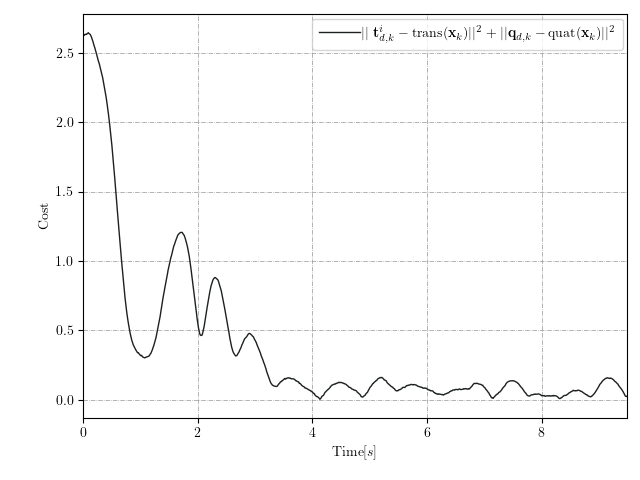 || t^i_{d,k} − trans(x_k)||^2 + ||q_{d,k} − quat(x_k)||^2
2.5
2.0
1.5
1.0
0.5
0.0
Cost
0 2 4 6 8
Time[s]